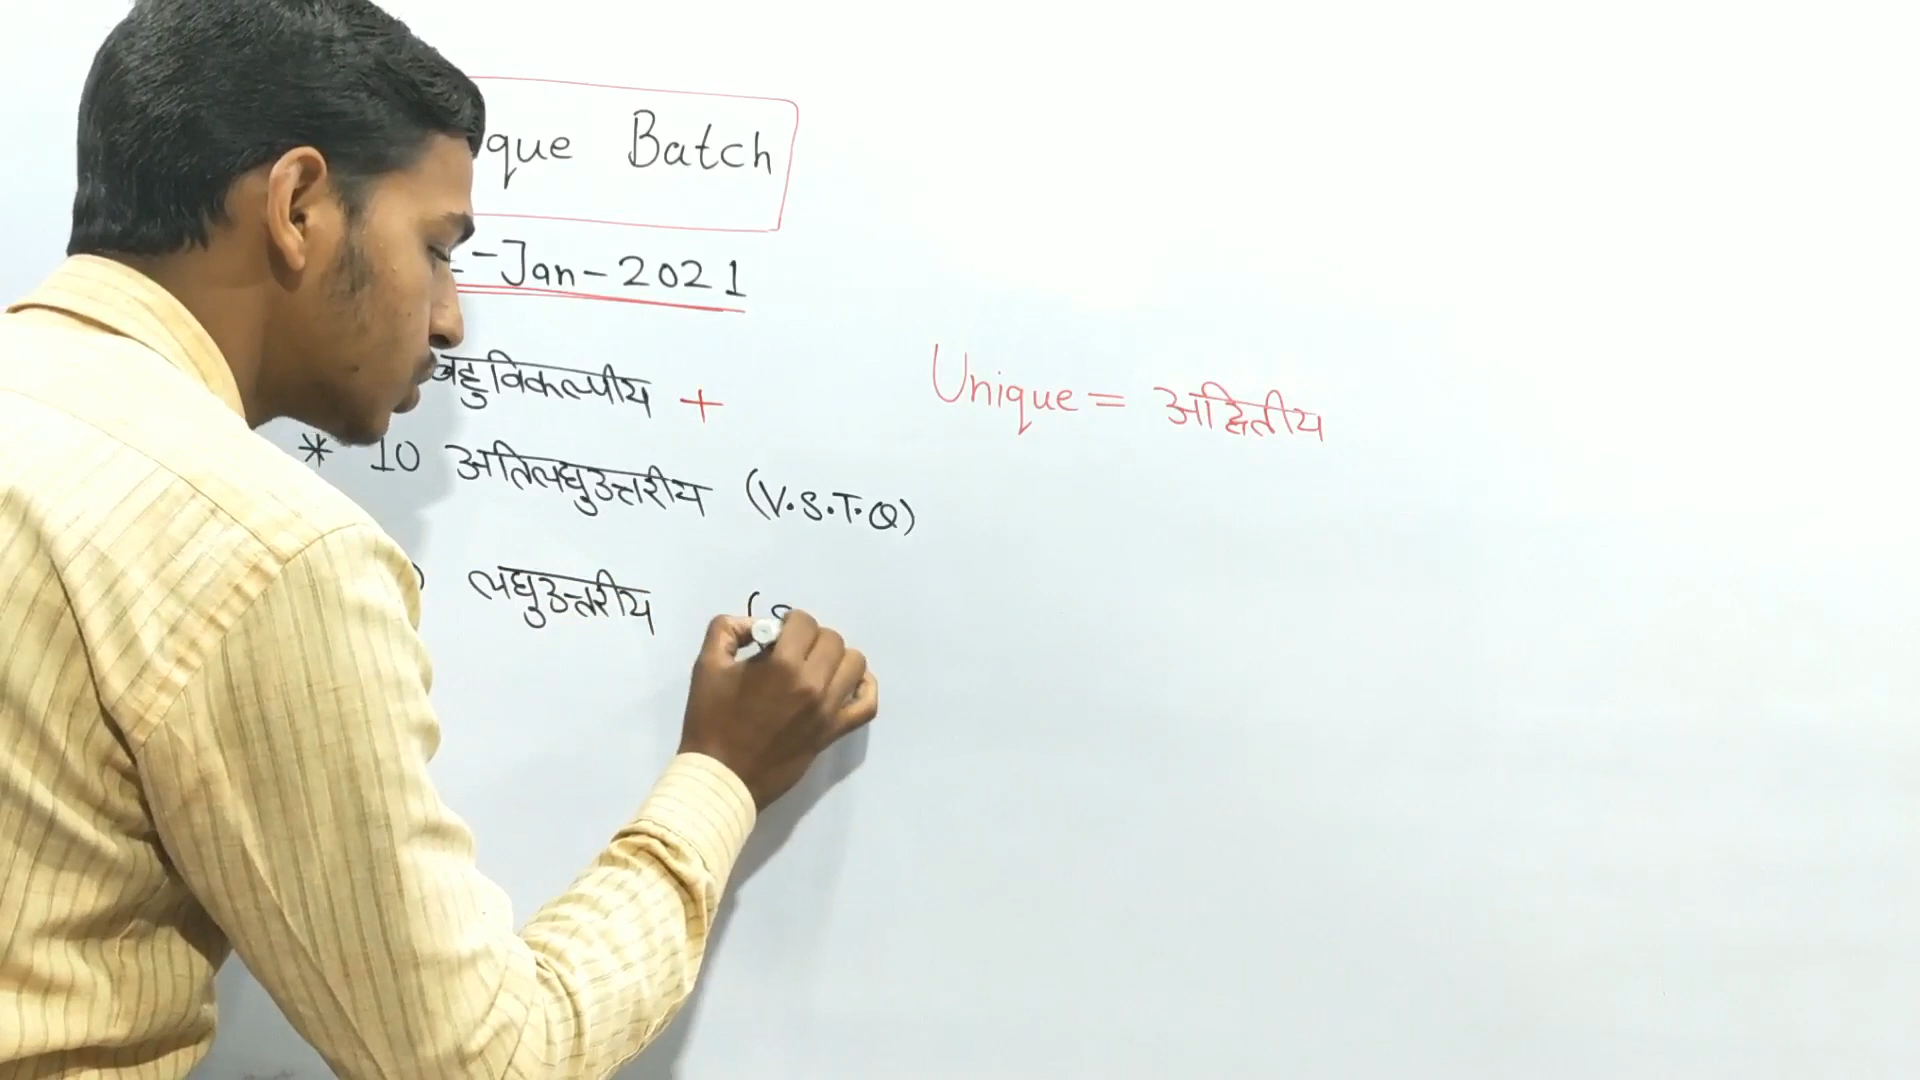 que Batch
-Jan-2021
बहुविकल्पीय +
Unique = अद्वितीय
* 10 अतिलघुउत्तरीय (V.S.T.Q)
लघुउत्तरीय (S